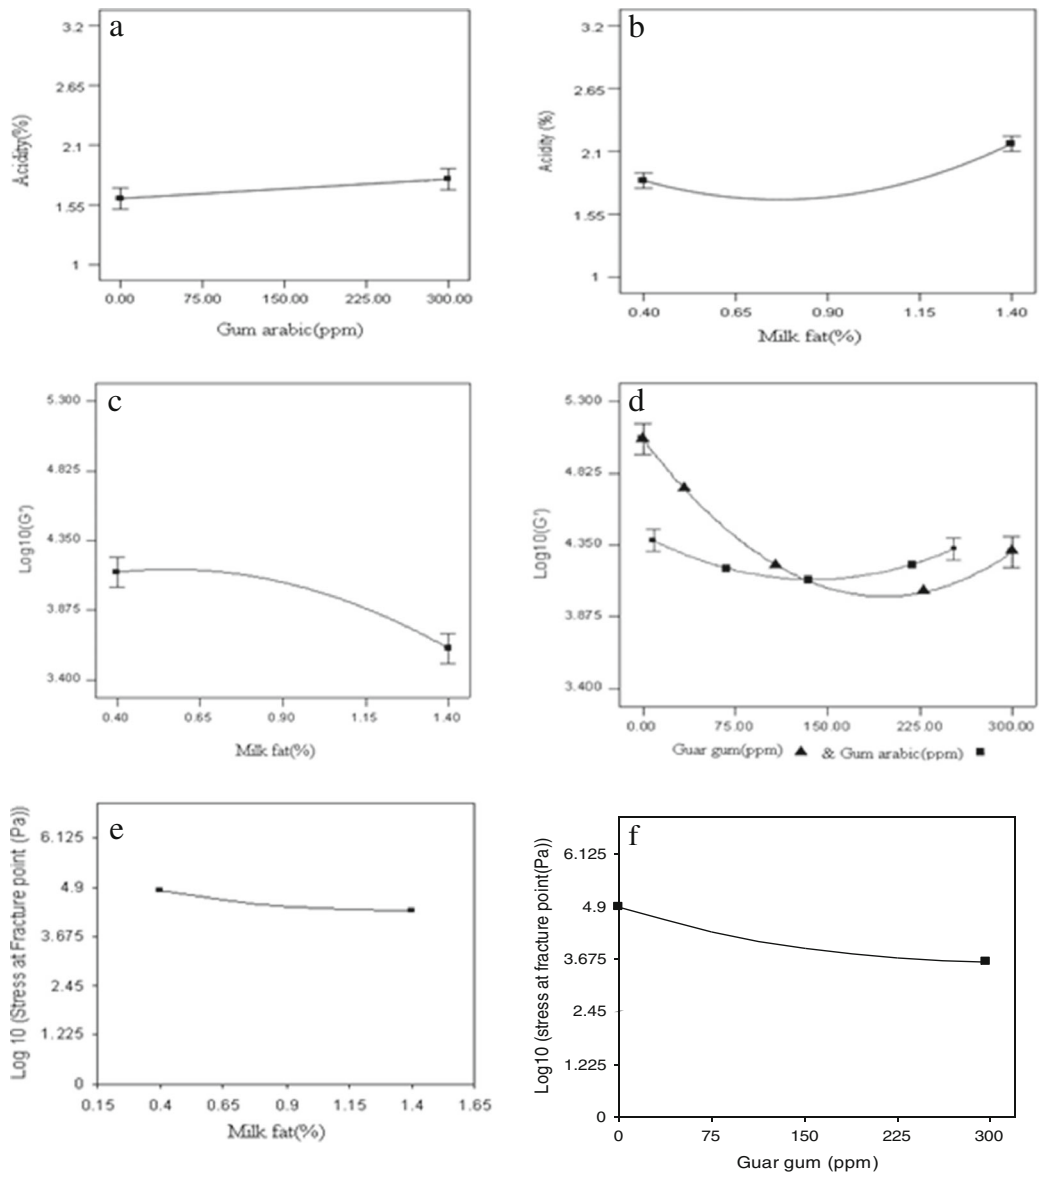 a
3.2
2.65
2.1
1.55
1
Acidity(%)
0.00 75.00 150.00 225.00 300.00
Gum arabic(ppm)
b
3.2
2.65
2.1
1.55
1
Acidity (%)
0.40 0.65 0.90 1.15 1.40
Milk fat(%)
c
5.300
4.825
4.350
3.875
3.400
Log10(G')
0.40 0.65 0.90 1.15 1.40
Milk fat(%)
d
5.300
4.825
4.350
3.875
3.400
Log10(G')
0.00 75.00 150.00 225.00 300.00
Guar gum(ppm) ▲ & Gum arabic(ppm) ■
e
6.125
4.9
3.675
2.45
1.225
0
Log 10 (Stress at Fracture point (Pa))
0.15 0.4 0.65 0.9 1.15 1.4 1.65
Milk fat(%)
f
6.125
4.9
3.675
2.45
1.225
0
Log10 (stress at fracture point(Pa))
0 75 150 225 300
Guar gum (ppm)